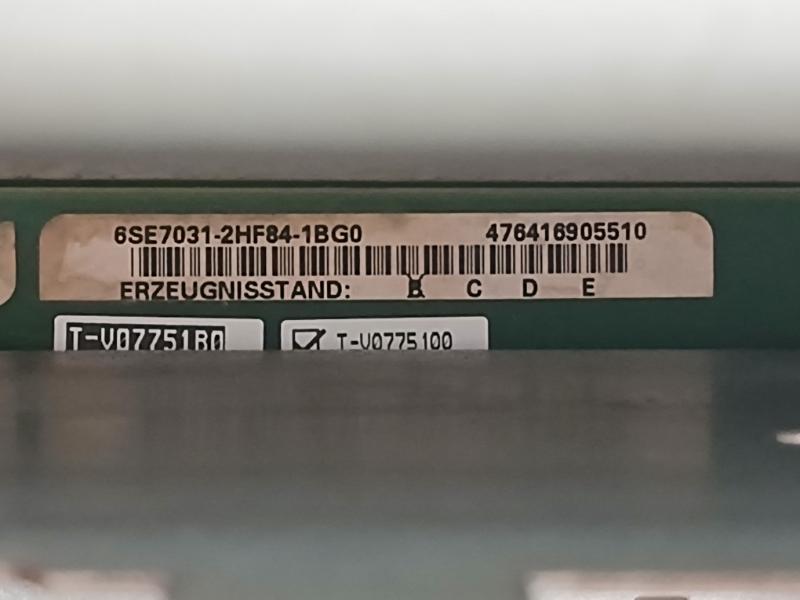 6SE7031-2HF84-1BG0 476416905510
ERZEUGNISSTAND: B C D E
T-V07751B0 T-V0775100